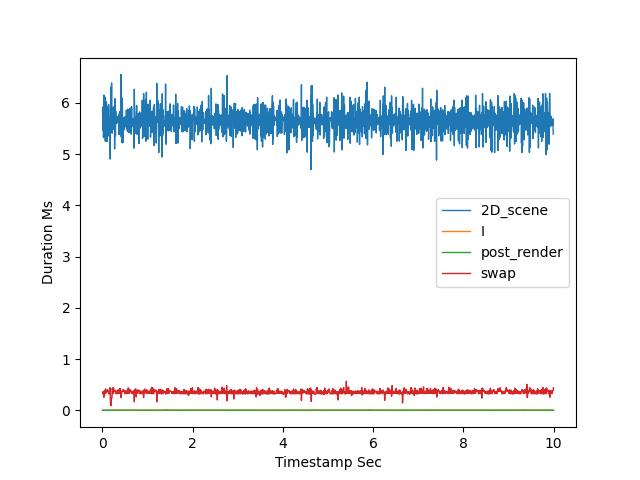 6
5
4
3
2
1
0
Duration Ms
2D_scene
I
post_render
swap
0
2
4
6
8
10
Timestamp Sec